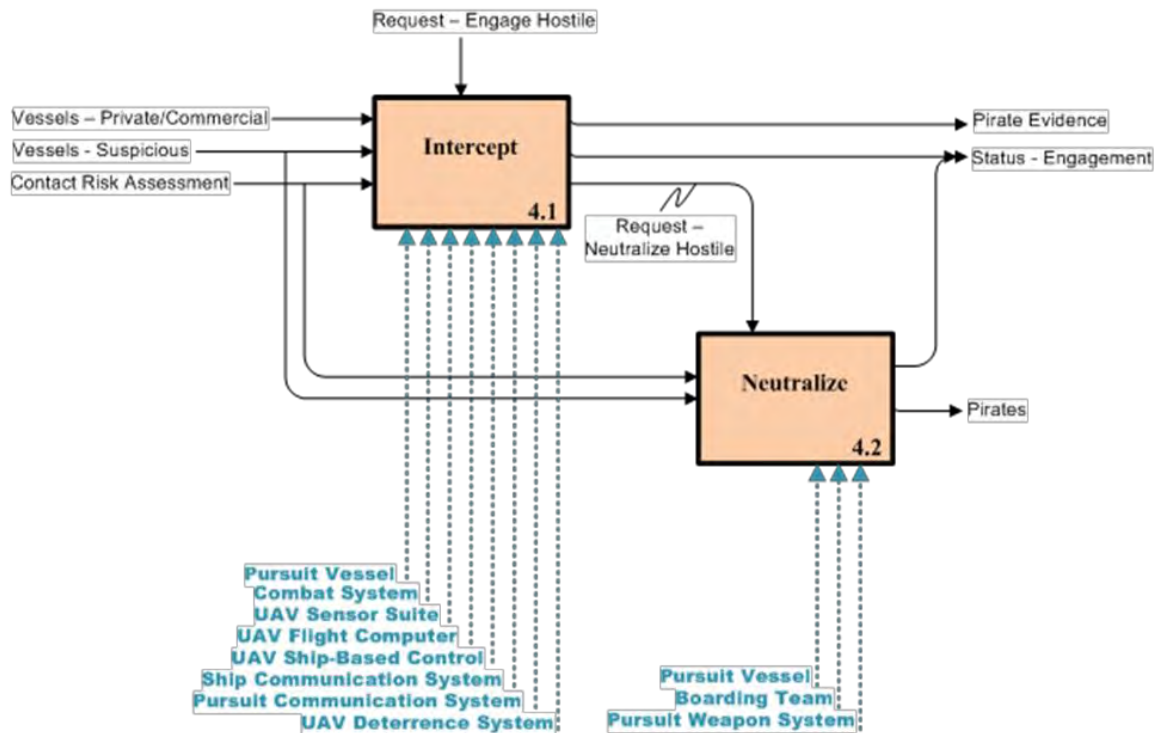 Request – Engage Hostile
Vessels – Private/Commercial
Vessels - Suspicious
Contact Risk Assessment
Intercept
4.1
Pirate Evidence
Status - Engagement
Request –
Neutralize Hostile
Neutralize
4.2
Pirates
Pursuit Vessel
Combat System
UAV Sensor Suite
UAV Flight Computer
UAV Ship-Based Control
Ship Communication System
Pursuit Communication System
UAV Deterrence System
Pursuit Vessel
Boarding Team
Pursuit Weapon System